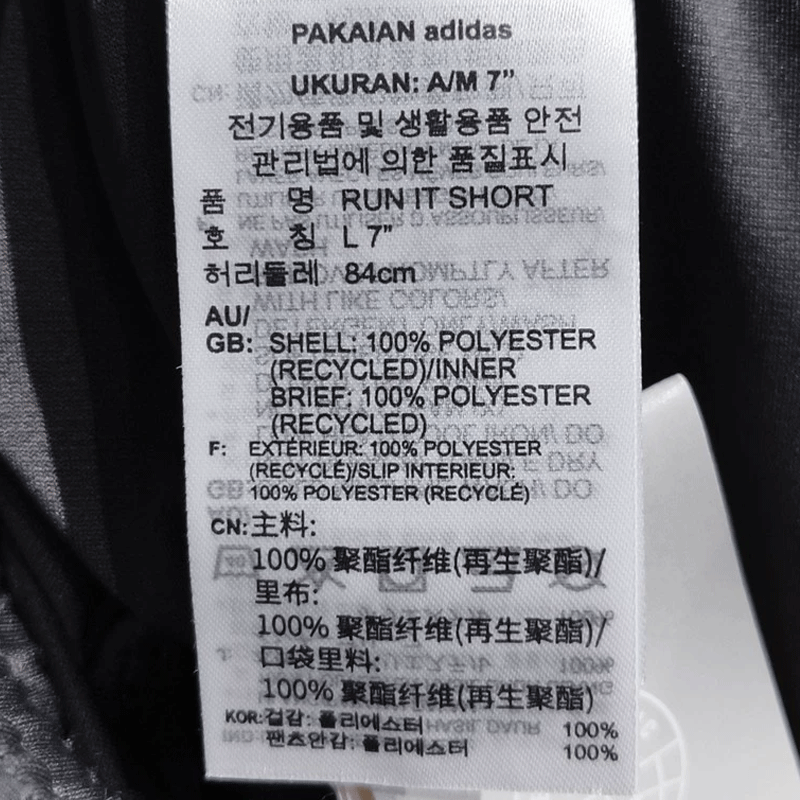 PAKAIAN adidas
UKURAN: A/M 7”
전기용품 및 생활용품 안전
관리법에 의한 품질표시
품 명 RUN IT SHORT
호 칭 L 7”
허리둘레 84cm
AU/
GB: SHELL: 100% POLYESTER
(RECYCLED)/INNER
BRIEF: 100% POLYESTER
(RECYCLED)
F: EXTÉRIEUR: 100% POLYESTER
(RECYCLÉ)/SLIP INTERIEUR:
100% POLYESTER (RECYCLÉ)
CN: 主料:
100% 聚酯纤维(再生聚酯)/
里布:
100% 聚酯纤维(再生聚酯)/
口袋里料:
100% 聚酯纤维(再生聚酯)
KOR: 겉감: 폴리에스터 100%
팬츠안감: 폴리에스터 100%